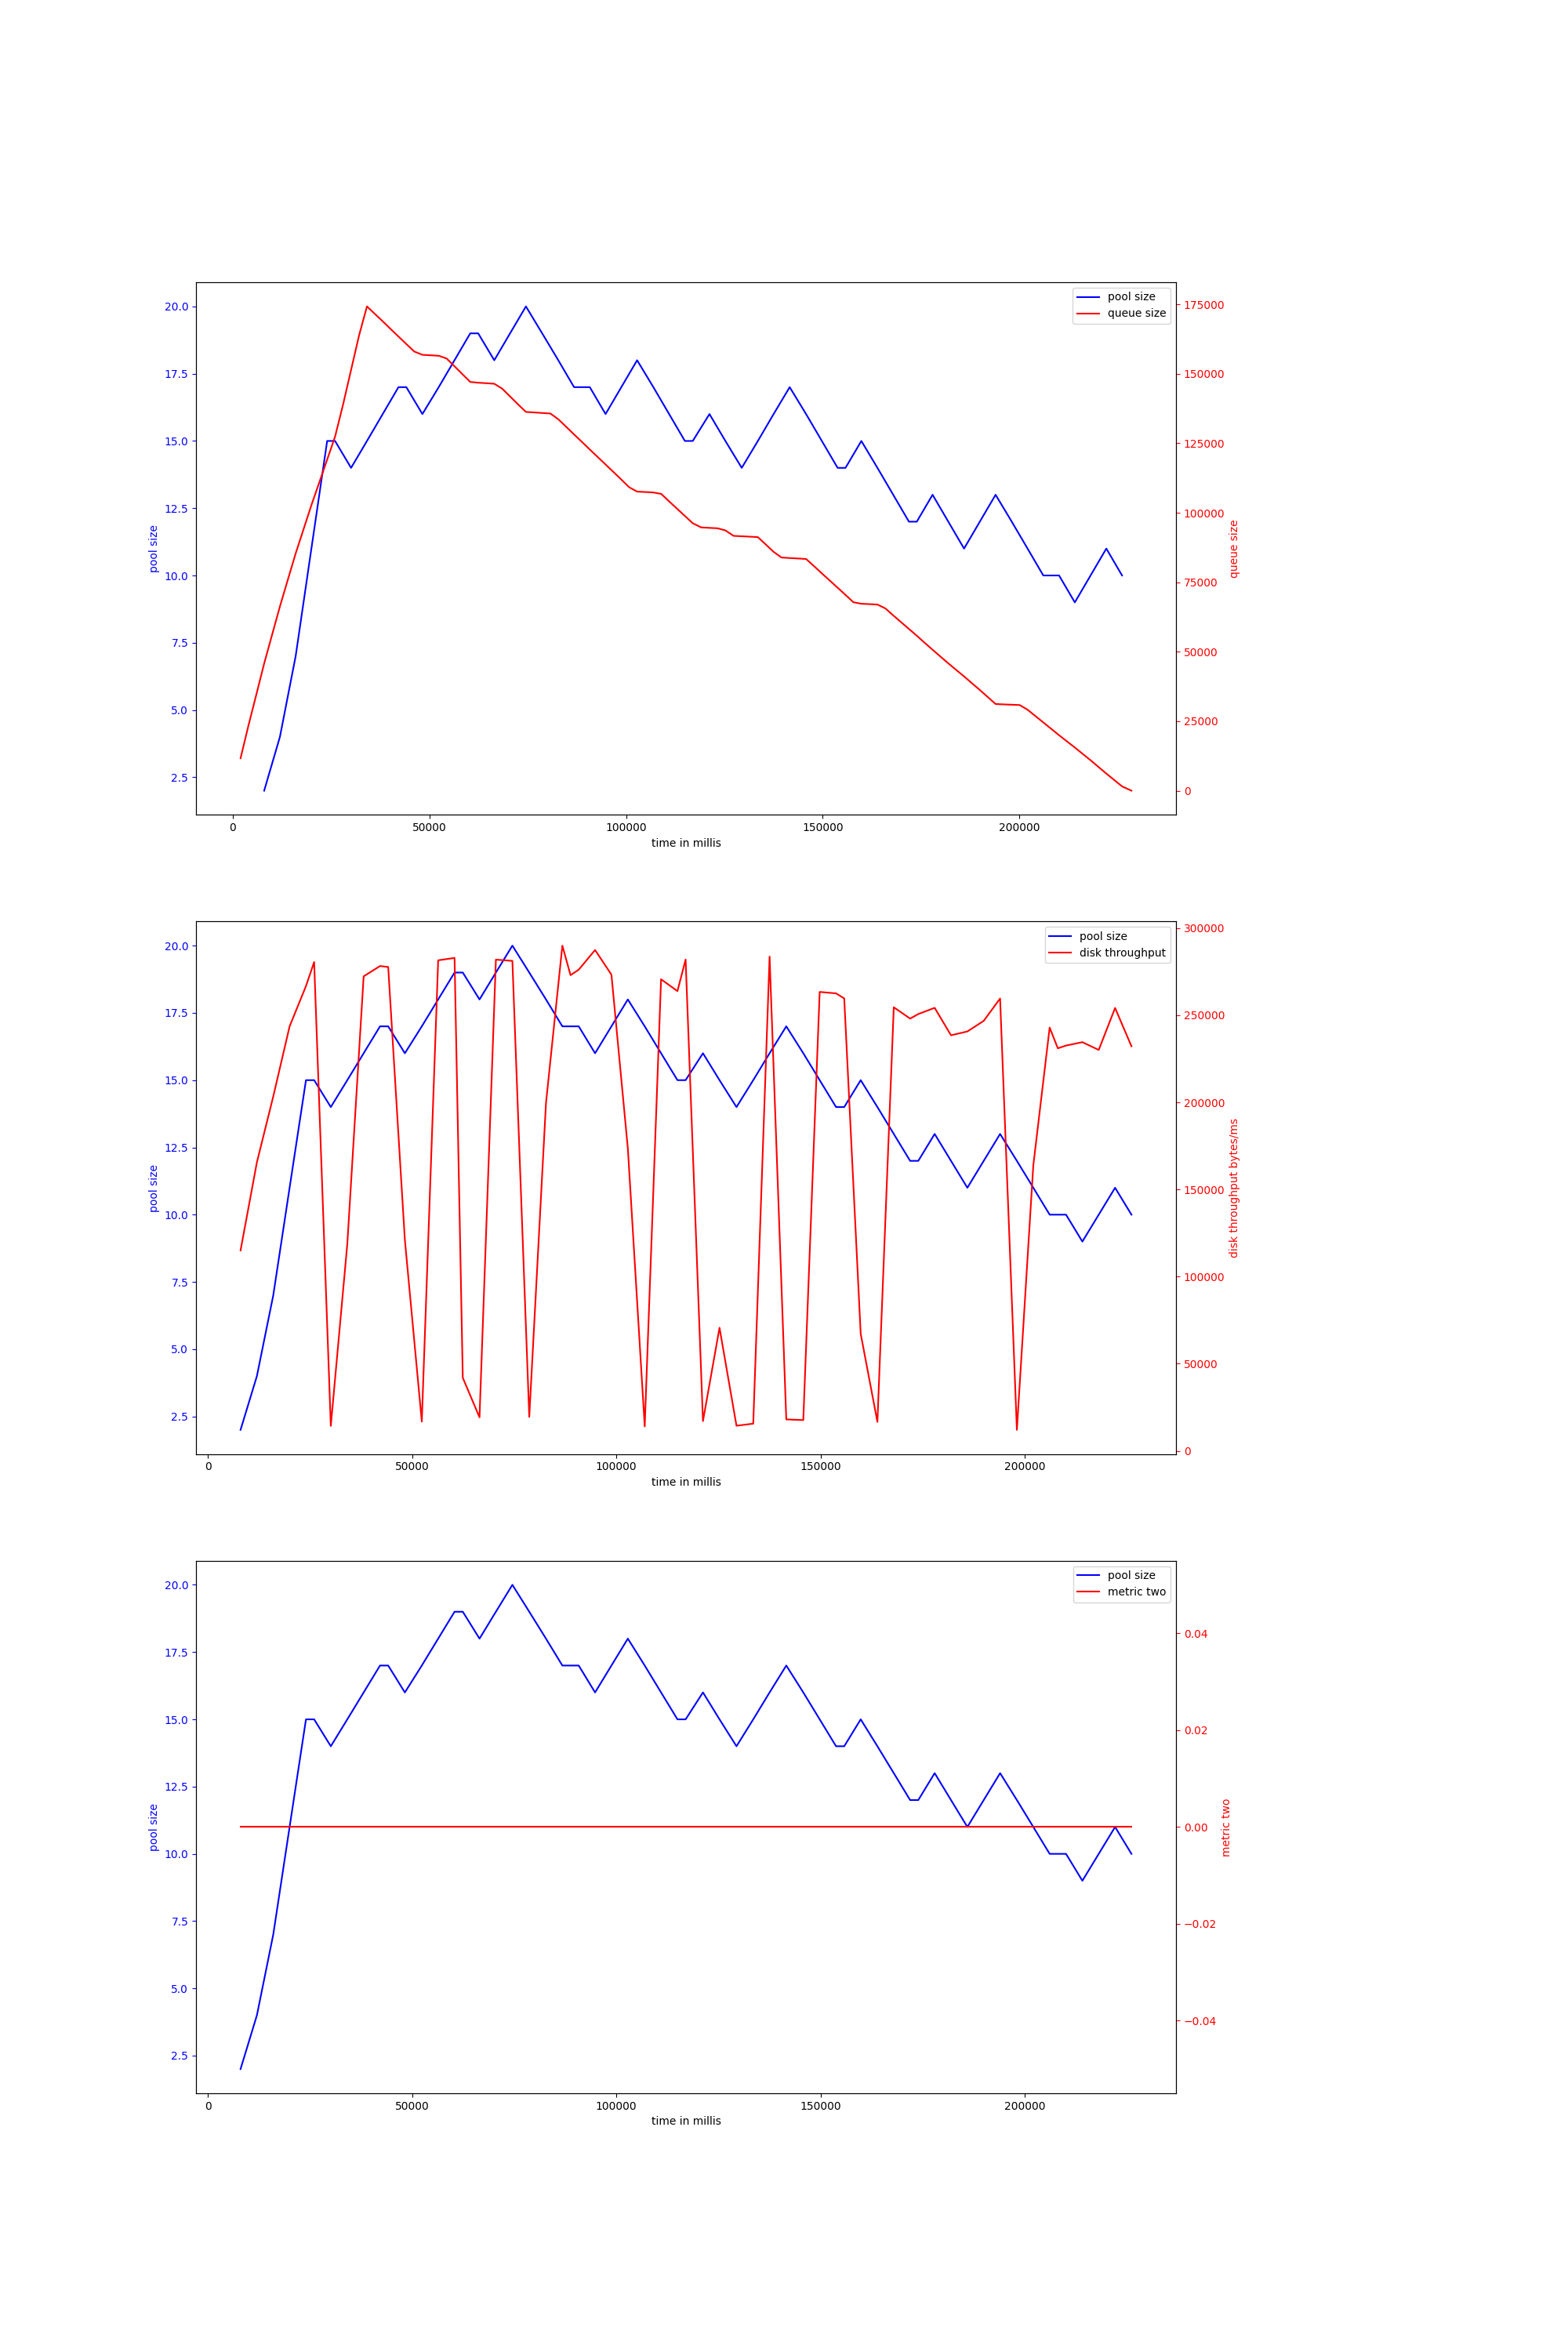 pool size
queue size
20.0
17.5
15.0
12.5
10.0
7.5
5.0
2.5
pool size
175000
150000
125000
100000
75000
50000
25000
0
queue size
0 50000 100000 150000 200000
time in millis
pool size
disk throughput
20.0
17.5
15.0
12.5
10.0
7.5
5.0
2.5
pool size
300000
250000
200000
150000
100000
50000
0
disk throughput bytes/ms
0 50000 100000 150000 200000
time in millis
pool size
metric two
20.0
17.5
15.0
12.5
10.0
7.5
5.0
2.5
pool size
0.04
0.02
0.00
−0.02
−0.04
metric two
0 50000 100000 150000 200000
time in millis